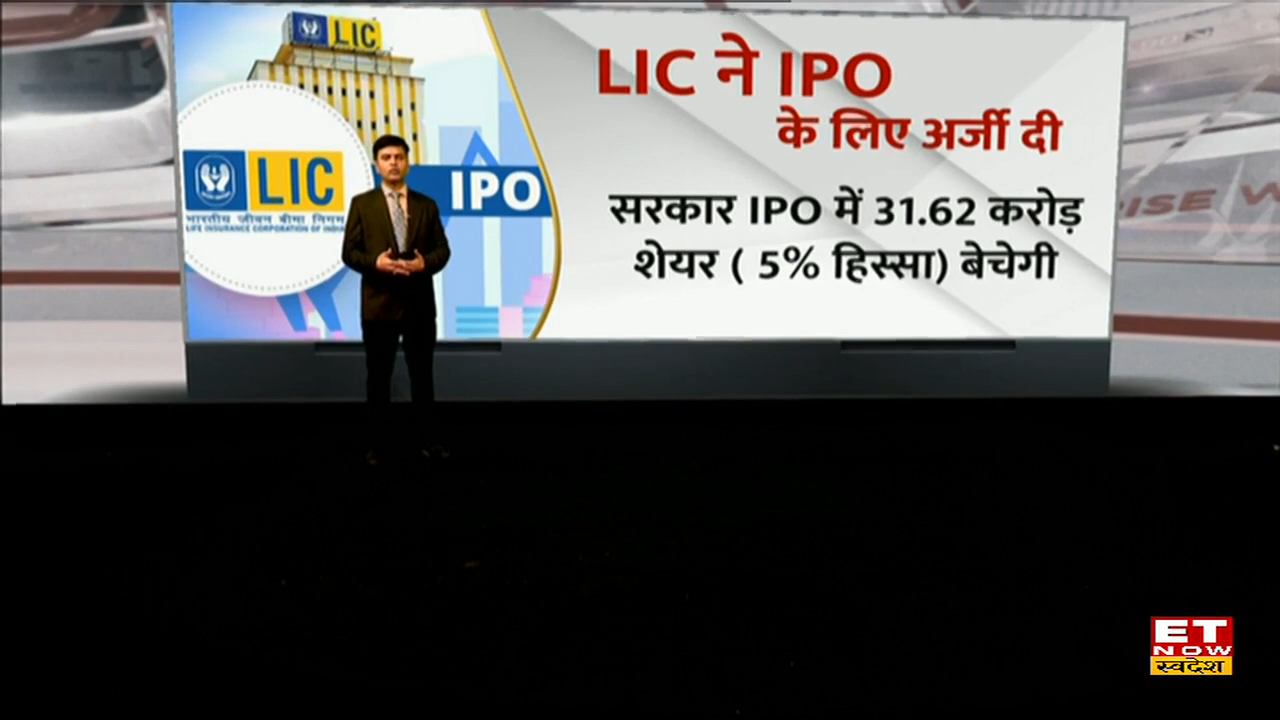 LIC
LIC
भारतीय जीवन बीमा निगम
LIFE INSURANCE CORPORATION OF INDIA
IPO
LIC ने IPO
के लिए अर्जी दी
सरकार IPO में 31.62 करोड़
शेयर ( 5% हिस्सा) बेचेगी
ISE W
ET
NOW
स्वदेश